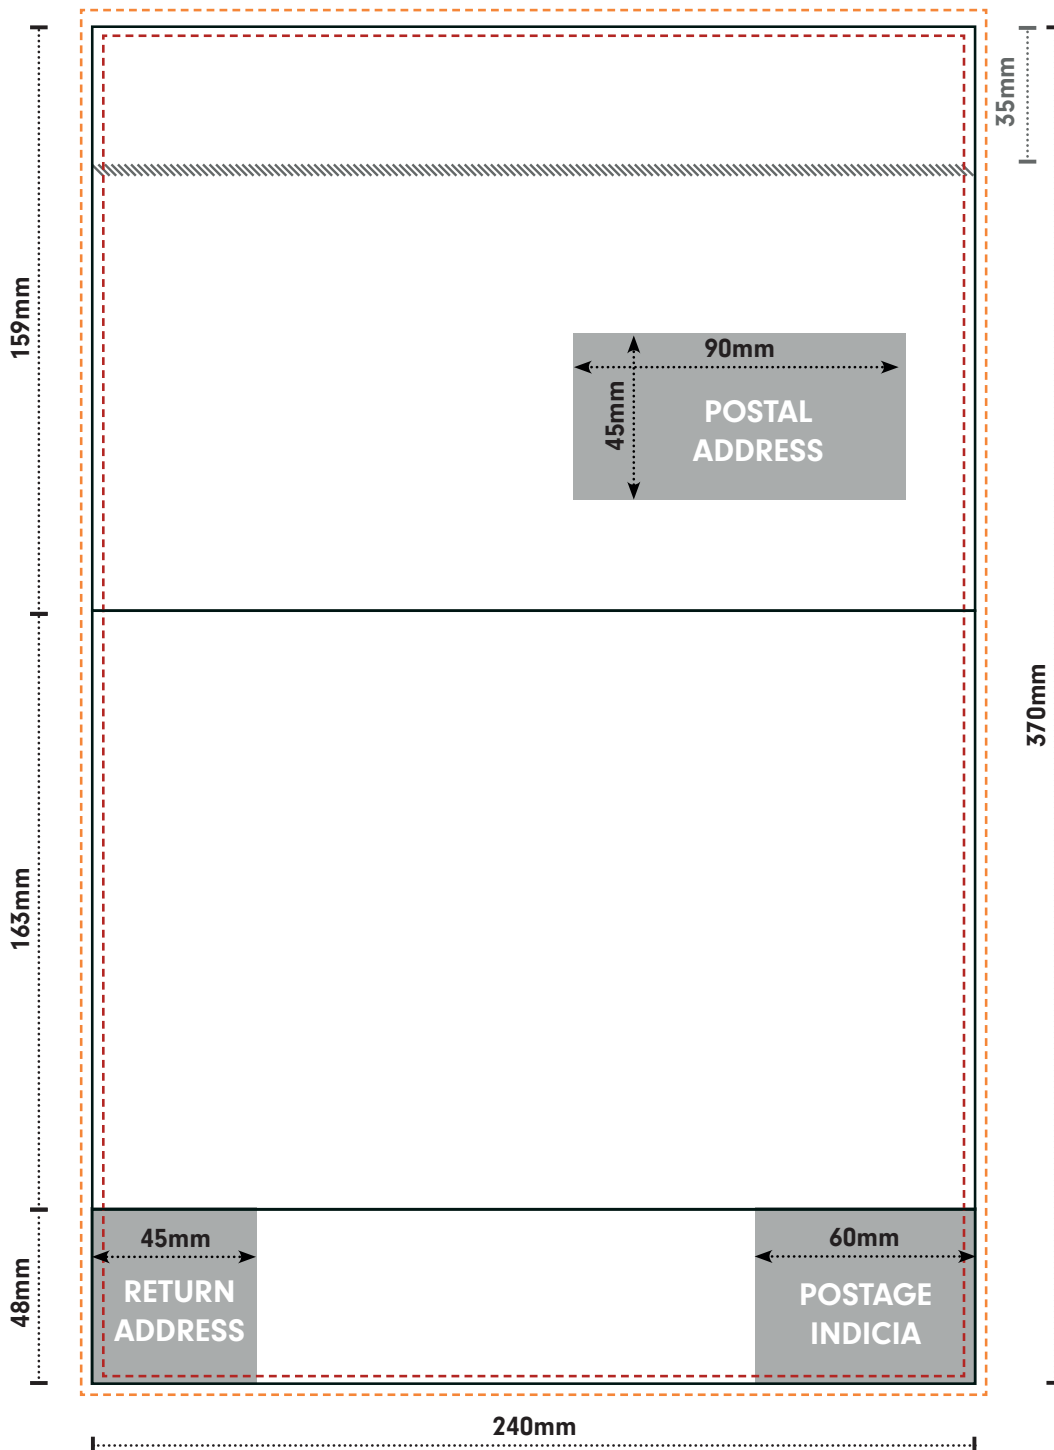 35mm
159mm
90mm
45mm
POSTAL
ADDRESS
370mm
163mm
48mm
45mm
RETURN
ADDRESS
60mm
POSTAGE
INDICIA
240mm